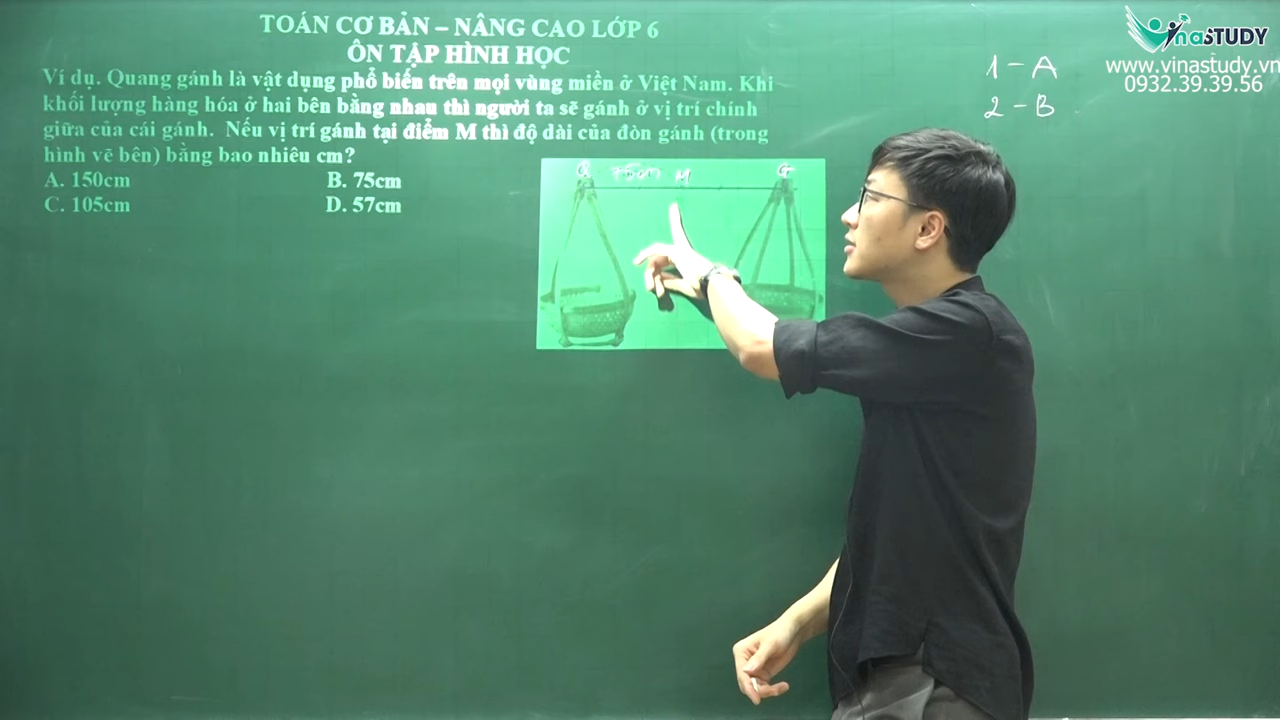 TOÁN CƠ BẢN – NÂNG CAO LỚP 6
ÔN TẬP HÌNH HỌC
Ví dụ. Quang gánh là vật dụng phổ biến trên mọi vùng miền ở Việt Nam. Khi
khối lượng hàng hóa ở hai bên bằng nhau thì người ta sẽ gánh ở vị trí chính
giữa của cái gánh. Nếu vị trí gánh tại điểm M thì độ dài của đòn gánh (trong
hình vẽ bên) bằng bao nhiêu cm?
A. 150cm B. 75cm
C. 105cm D. 57cm
Q 75cm M G
1 – A
2 – B
VinaSTUDY
www.vinastudy.vn
0932.39.39.56